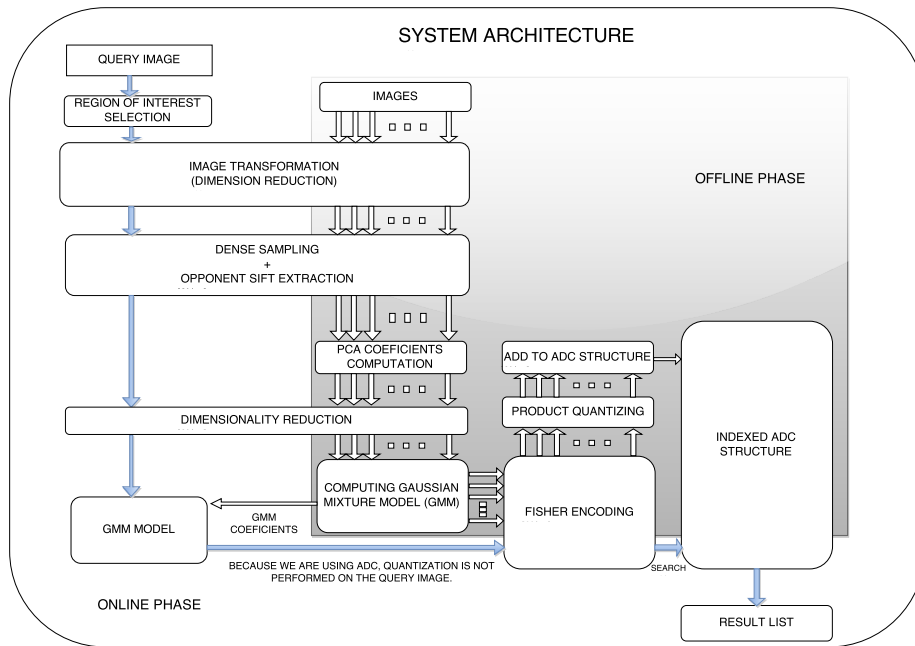 SYSTEM ARCHITECTURE
QUERY IMAGE
REGION OF INTEREST
SELECTION
IMAGES
IMAGE TRANSFORMATION
(DIMENSION REDUCTION)
OFFLINE PHASE
DENSE SAMPLING
+
OPPONENT SIFT EXTRACTION
PCA COEFICIENTS
COMPUTATION
ADD TO ADC STRUCTURE
DIMENSIONALITY REDUCTION
PRODUCT QUANTIZING
INDEXED ADC
STRUCTURE
COMPUTING GAUSSIAN
MIXTURE MODEL (GMM)
FISHER ENCODING
GMM MODEL
GMM
COEFICIENTS
BECAUSE WE ARE USING ADC, QUANTIZATION IS NOT
PERFORMED ON THE QUERY IMAGE.
SEARCH
ONLINE PHASE
RESULT LIST